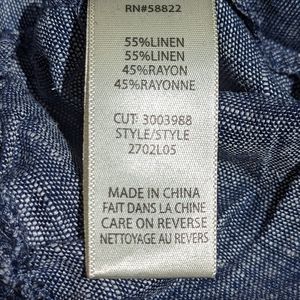 RN#58822
55%LINEN
55%LINEN
45%RAYON
45%RAYONNE
CUT: 3003988
STYLE/STYLE
2702L05
MADE IN CHINA
FAIT DANS LA CHINE
CARE ON REVERSE
NETTOYAGE AU REVERS